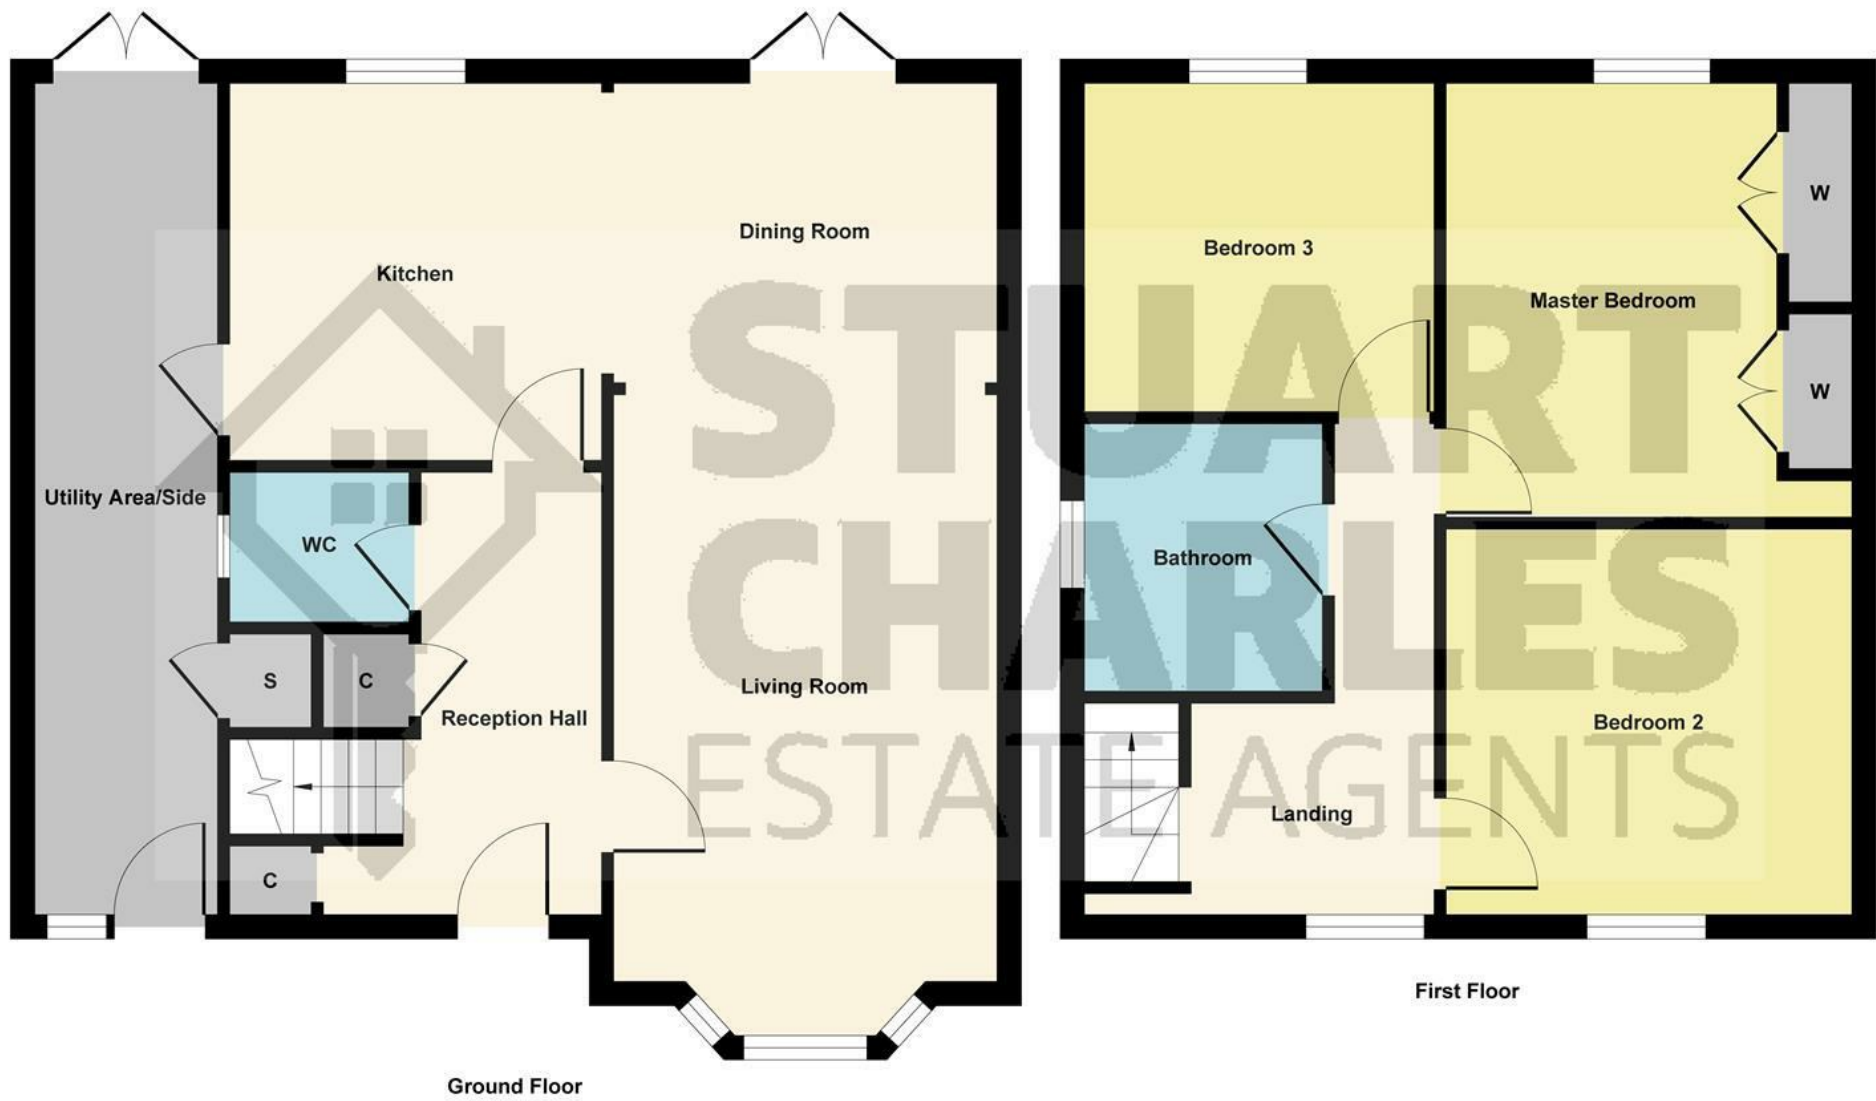 Dining Room
Kitchen
Utility Area/Side
WC
S
C
Living Room
Reception Hall
C
Ground Floor
Bedroom 3
W
Master Bedroom
W
Bathroom
Bedroom 2
Landing
First Floor
STUART
CHARLES
ESTATE AGENTS